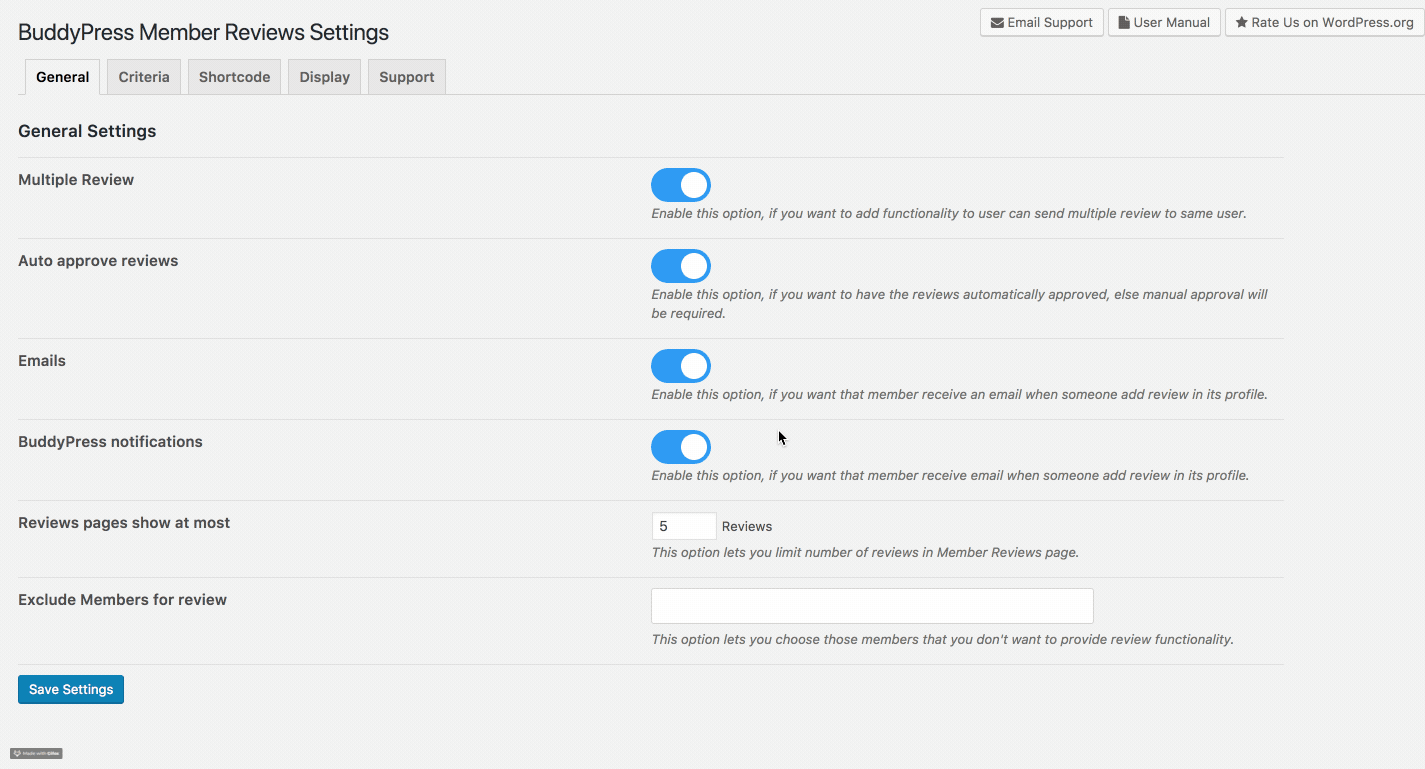 BuddyPress Member Reviews Settings
Email Support
User Manual
Rate Us on WordPress.org
General
Criteria
Shortcode
Display
Support
General Settings
Multiple Review
Enable this option, if you want to add functionality to user can send multiple review to same user.
Auto approve reviews
Enable this option, if you want to have the reviews automatically approved, else manual approval will
be required.
Emails
Enable this option, if you want that member receive an email when someone add review in its profile.
BuddyPress notifications
Enable this option, if you want that member receive email when someone add review in its profile.
Reviews pages show at most
5 Reviews
This option lets you limit number of reviews in Member Reviews page.
Exclude Members for review
This option lets you choose those members that you don't want to provide review functionality.
Save Settings
Made with